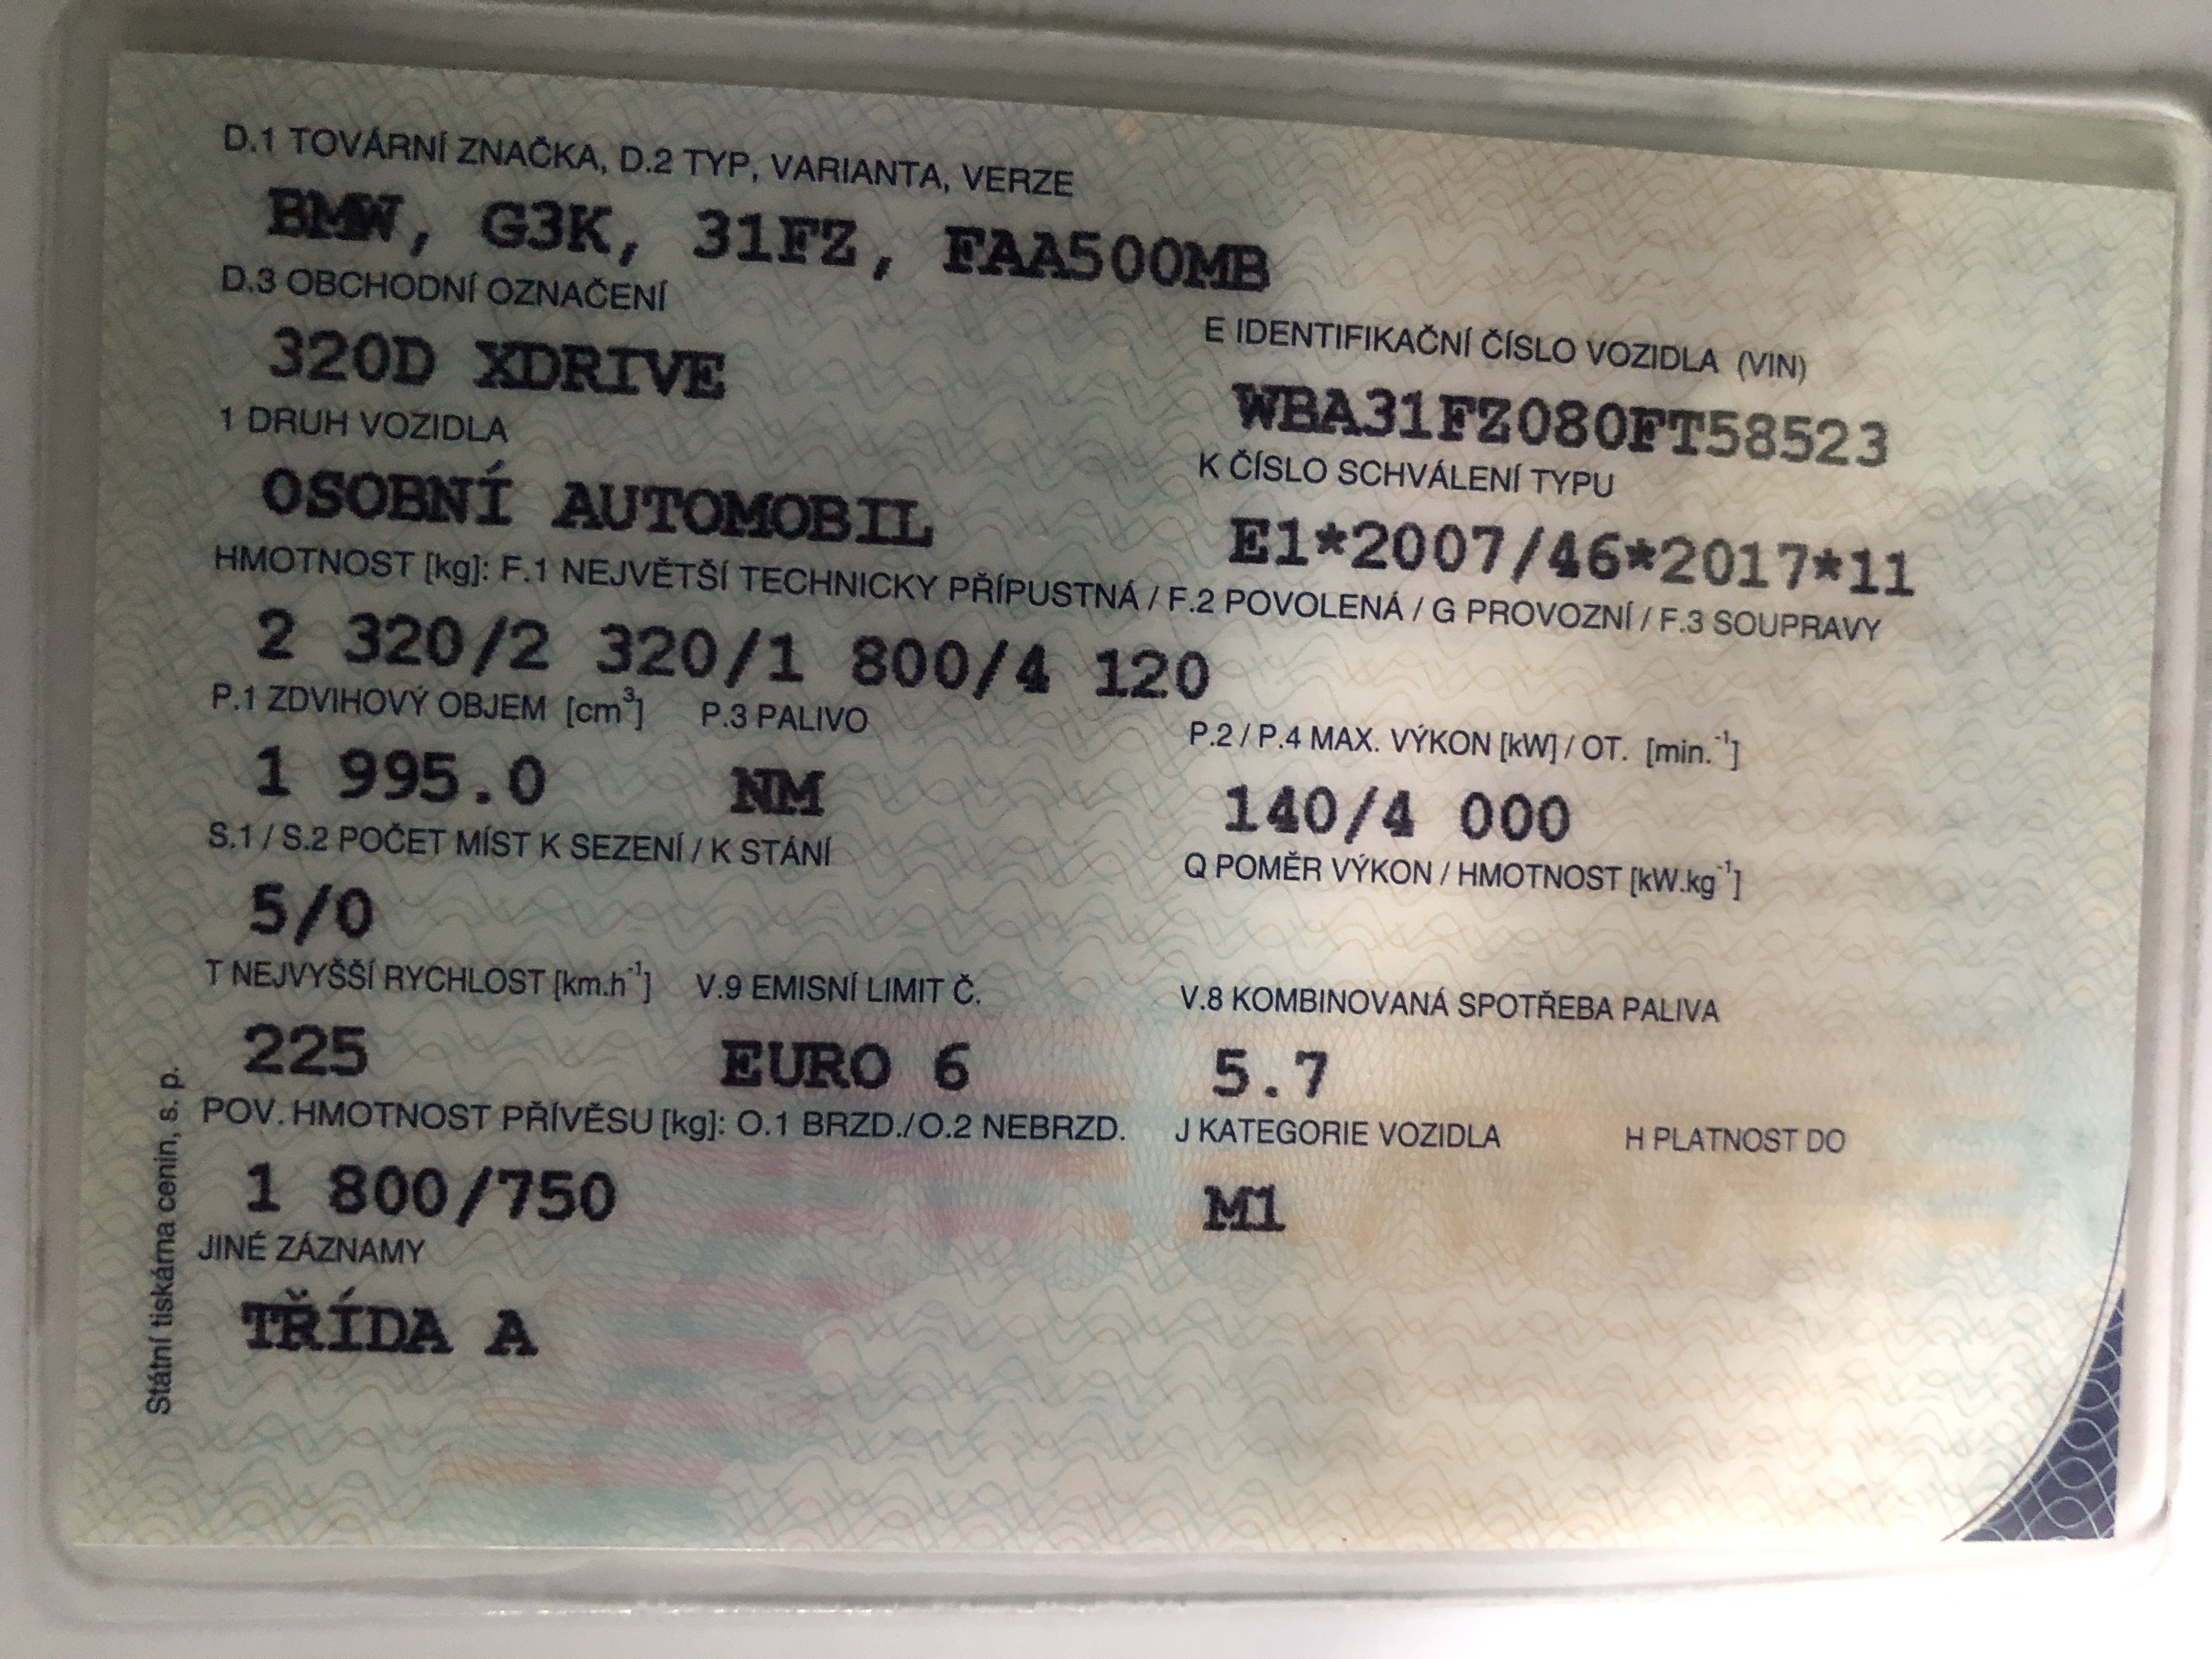 D.1 TOVÁRNÍ ZNAČKA, D.2 TYP, VARIANTA, VERZE
BMW, G3K, 31FZ, FAA500MB
D.3 OBCHODNÍ OZNAČENÍ
320D XDRIVE
E IDENTIFIKAČNÍ ČÍSLO VOZIDLA (VIN)
WBA31FZ080FT58523
1 DRUH VOZIDLA
OSOBNÍ AUTOMOBIL
K ČÍSLO SCHVÁLENÍ TYPU
E1*2007/46*2017*11
HMOTNOST [kg]: F.1 NEJVĚTŠÍ TECHNICKY PŘÍPUSTNÁ / F.2 POVOLENÁ / G PROVOZNÍ / F.3 SOUPRAVY
2 320/2 320/1 800/4 120
P.1 ZDVIHOVÝ OBJEM [cm³] P.3 PALIVO P.2 / P.4 MAX. VÝKON [kW] / OT. [min.⁻¹]
1 995.0 NM 140/4 000
S.1 / S.2 POČET MÍST K SEZENÍ / K STÁNÍ Q POMĚR VÝKON / HMOTNOST [kW.kg⁻¹]
5/0
T NEJVYŠŠÍ RYCHLOST [km.h⁻¹] V.9 EMISNÍ LIMIT Č. V.8 KOMBINOVANÁ SPOTŘEBA PALIVA
225 EURO 6 5.7
POV. HMOTNOST PŘÍVĚSU [kg]: O.1 BRZD./O.2 NEBRZD. J KATEGORIE VOZIDLA H PLATNOST DO
1 800/750 M1
JINÉ ZÁZNAMY
TŘÍDA A
Státní tiskárna cenin, s. p.